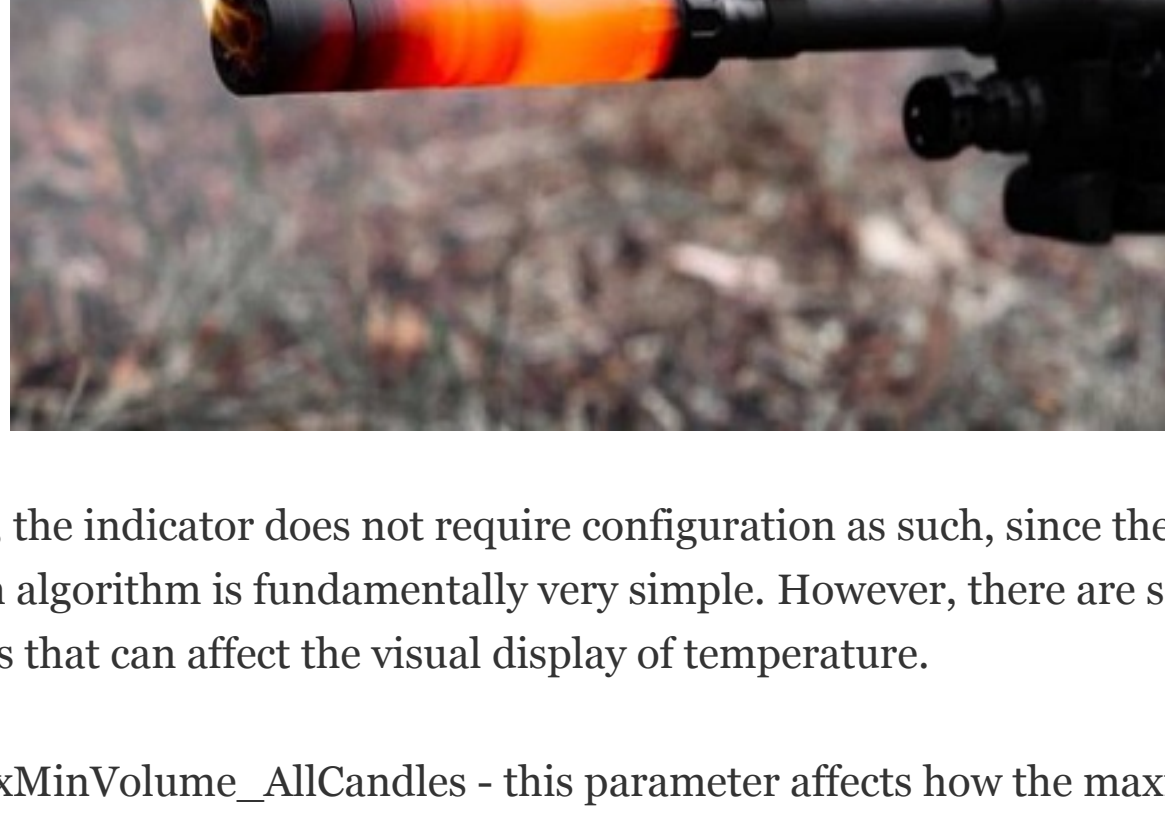 the indicator does not require configuration as such, since the
algorithm is fundamentally very simple. However, there are
that can affect the visual display of temperature.
xMinVolume_AllCandles - this parameter affects how the